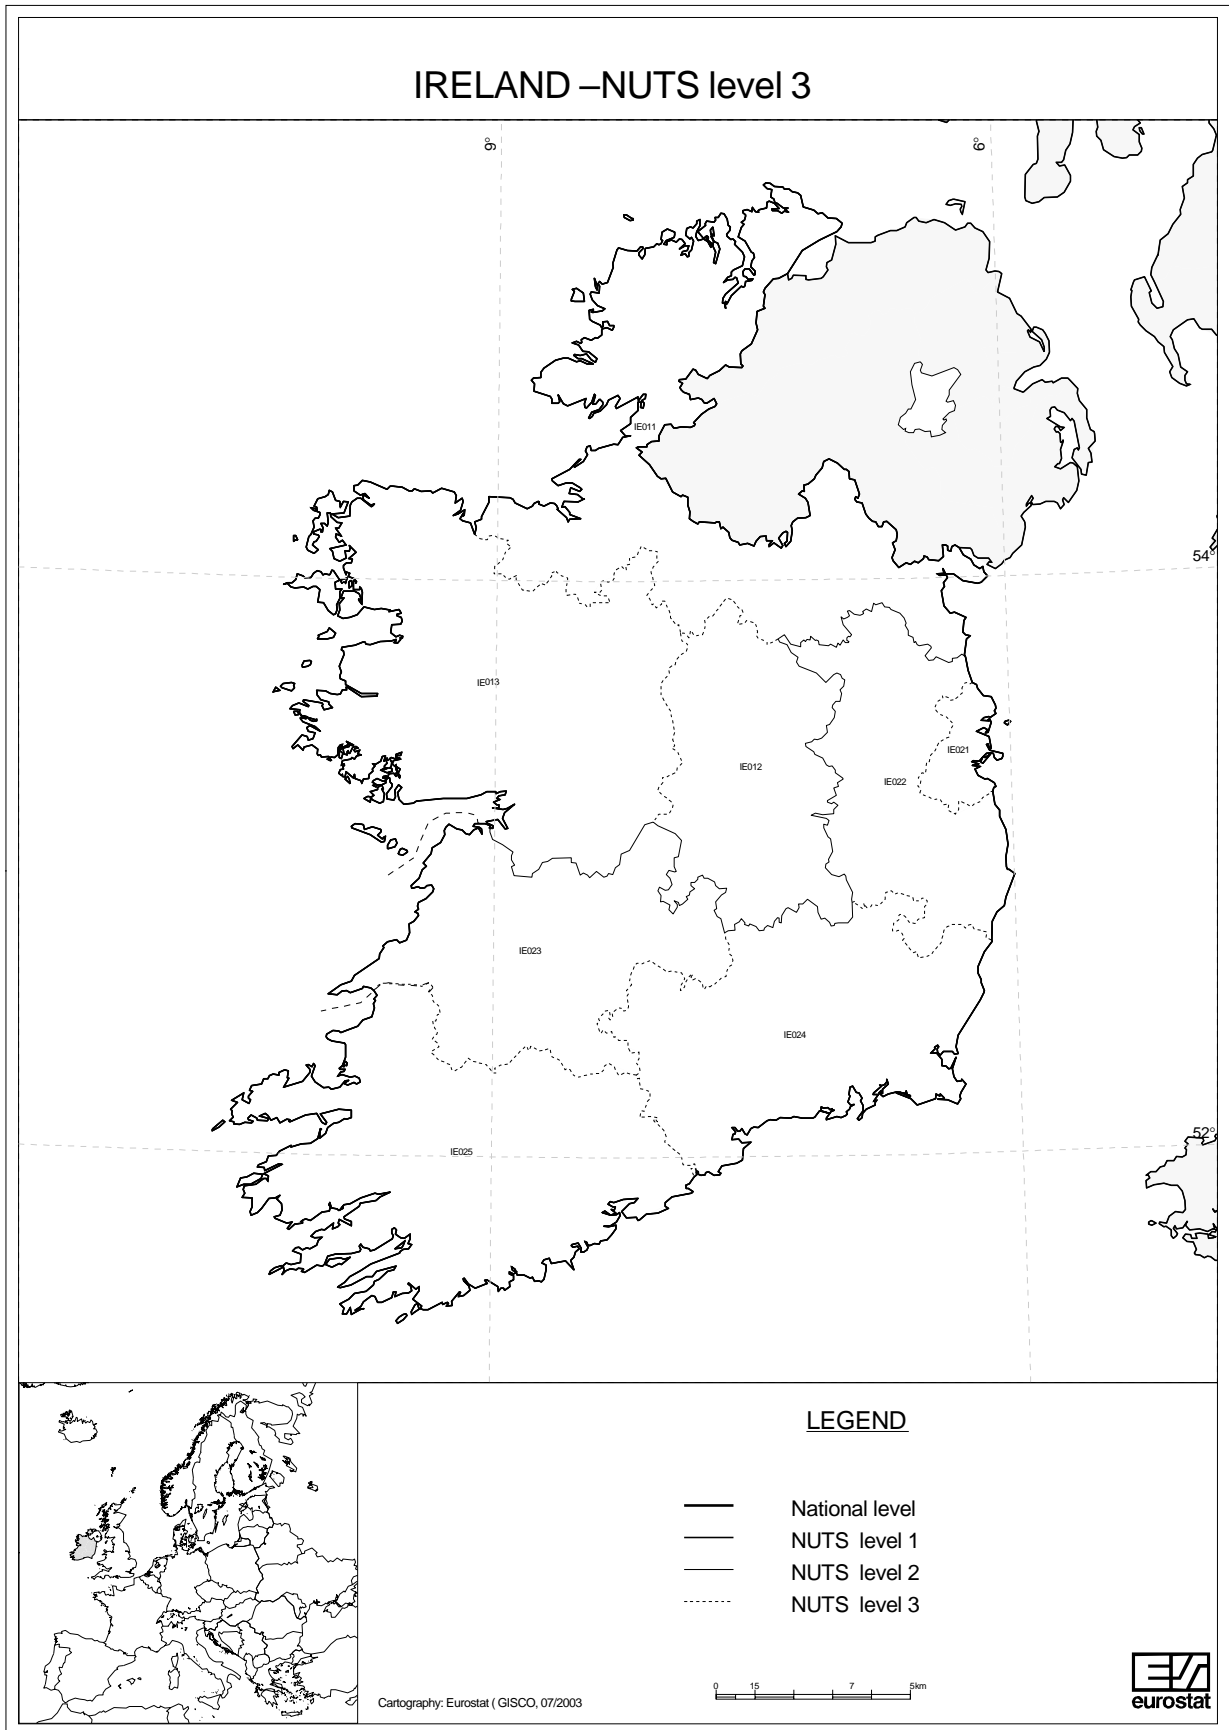 IRELAND –NUTS level 3
9°
6°
IE011
54°
IE013
IE021
IE012
IE022
IE023
IE024
52°
IE025
LEGEND
National level
NUTS level 1
NUTS level 2
NUTS level 3
0 15 7 5km
Cartography: Eurostat ( GISCO, 07/2003
eurostat